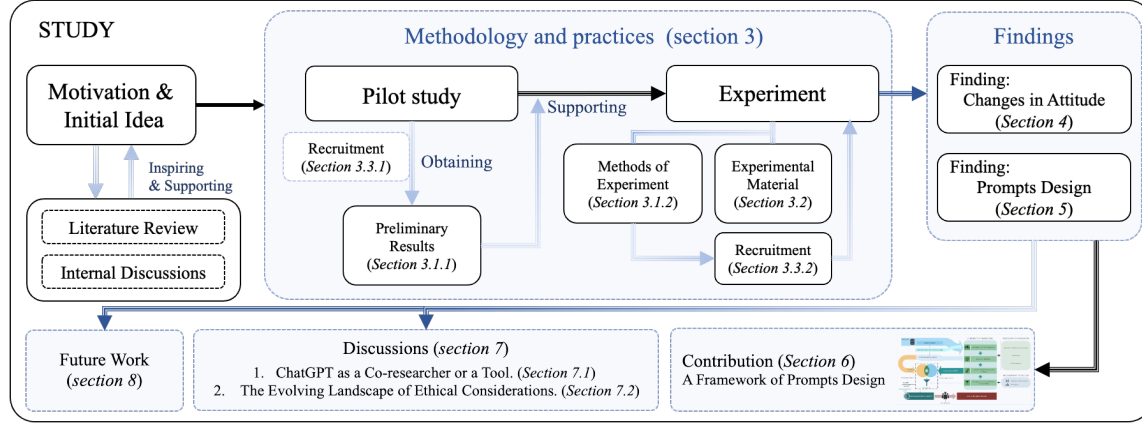 STUDY
Methodology and practices (section 3)
Findings
Motivation &
Initial Idea
Pilot study
Experiment
Supporting
Finding:
Changes in Attitude
(Section 4)
Inspiring
& Supporting
Recruitment
(Section 3.3.1)
Obtaining
Methods of
Experiment
(Section 3.1.2)
Experimental
Material
(Section 3.2)
Finding:
Prompts Design
(Section 5)
Literature Review
Internal Discussions
Preliminary
Results
(Section 3.1.1)
Recruitment
(Section 3.3.2)
Future Work
(section 8)
Discussions (section 7)
1. ChatGPT as a Co-researcher or a Tool. (Section 7.1)
2. The Evolving Landscape of Ethical Considerations. (Section 7.2)
Contribution (Section 6)
A Framework of Prompts Design